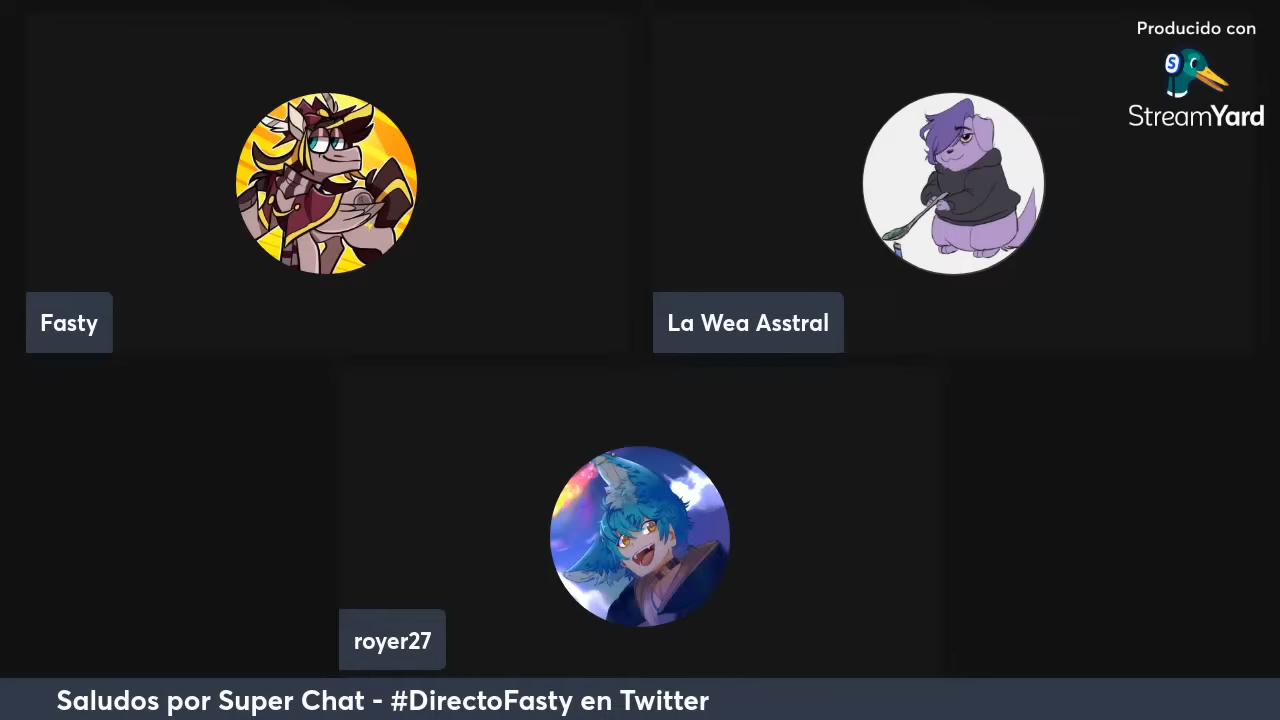 Producido con
S
StreamYard
Fasty
La Wea Asstral
royer27
Saludos por Super Chat - #DirectoFasty en Twitter